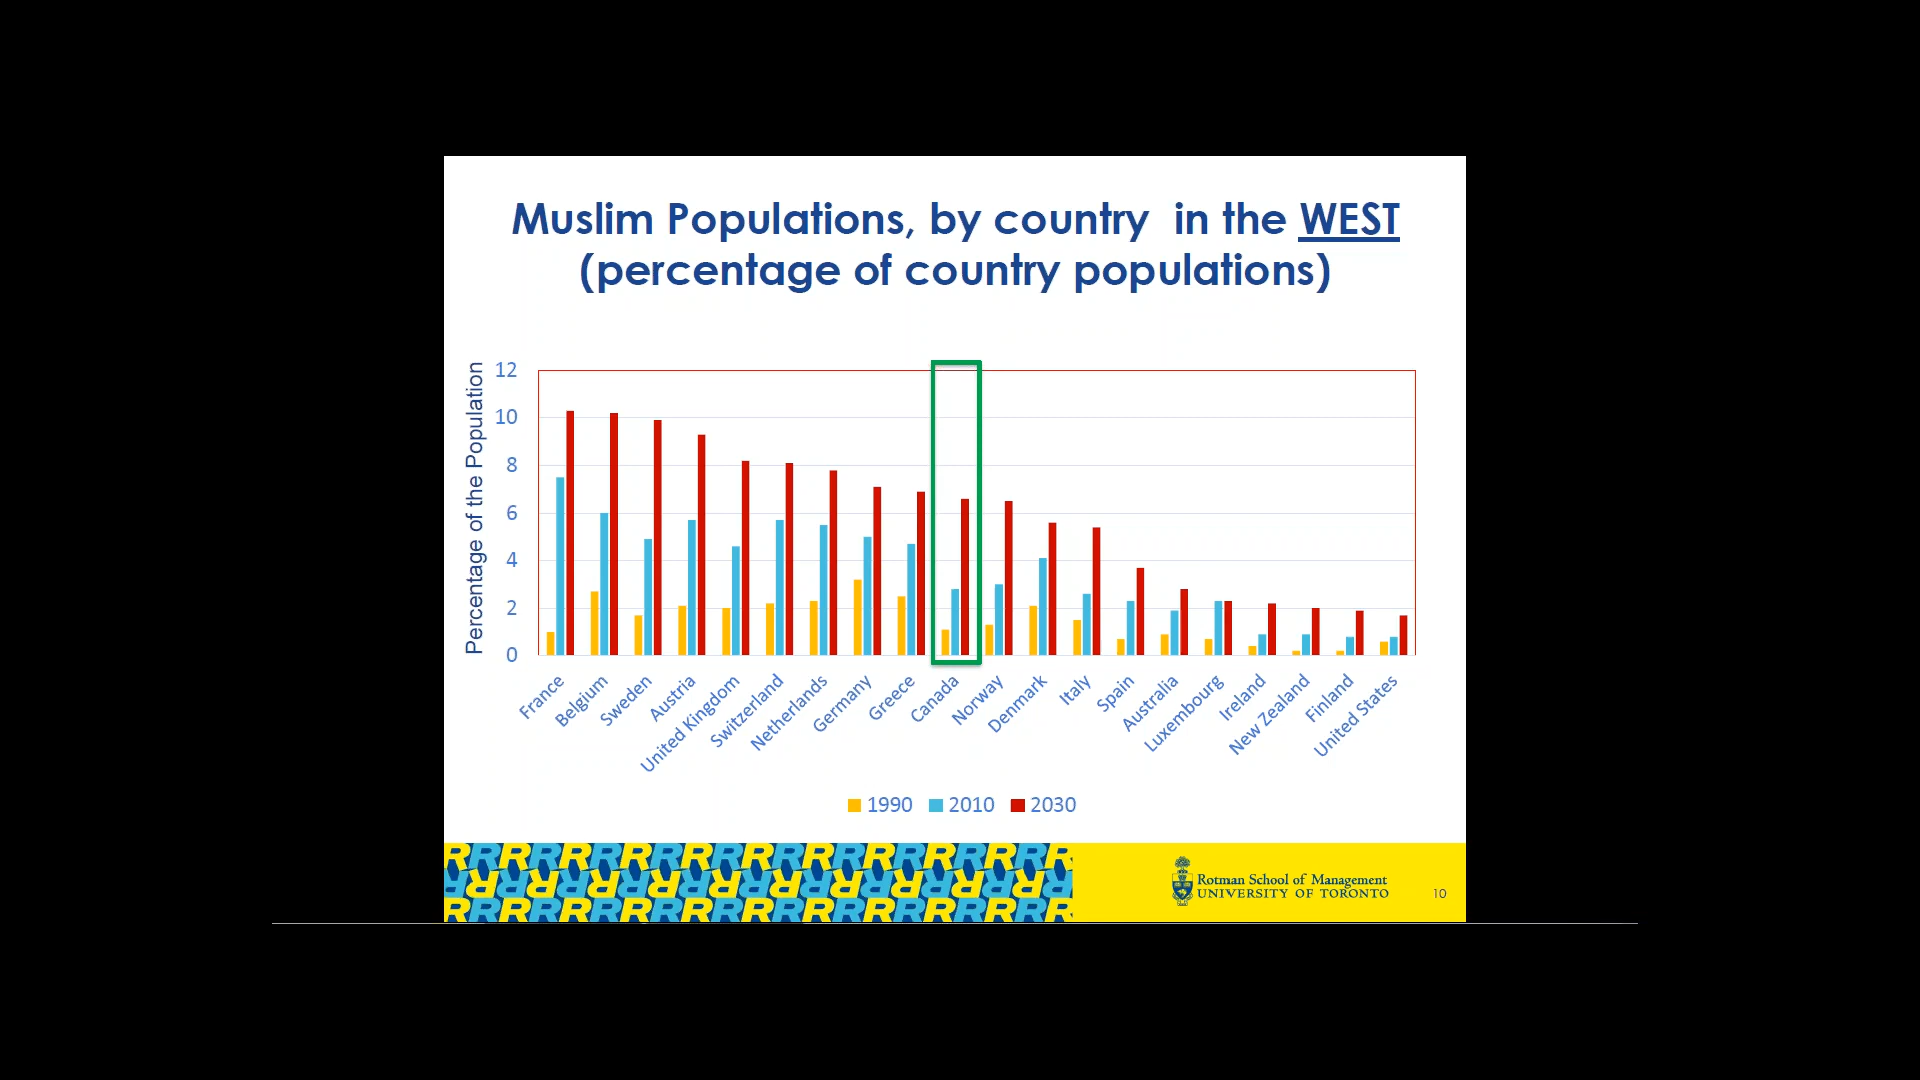 Muslim Populations, by country in the WEST
(percentage of country populations)
Percentage of the Population
12
10
8
6
4
2
0
France
Belgium
Sweden
Austria
United Kingdom
Switzerland
Netherlands
Germany
Greece
Canada
Norway
Denmark
Italy
Spain
Australia
Luxembourg
Ireland
New Zealand
Finland
United States
1990 2010 2030
Rotman School of Management
UNIVERSITY OF TORONTO
10